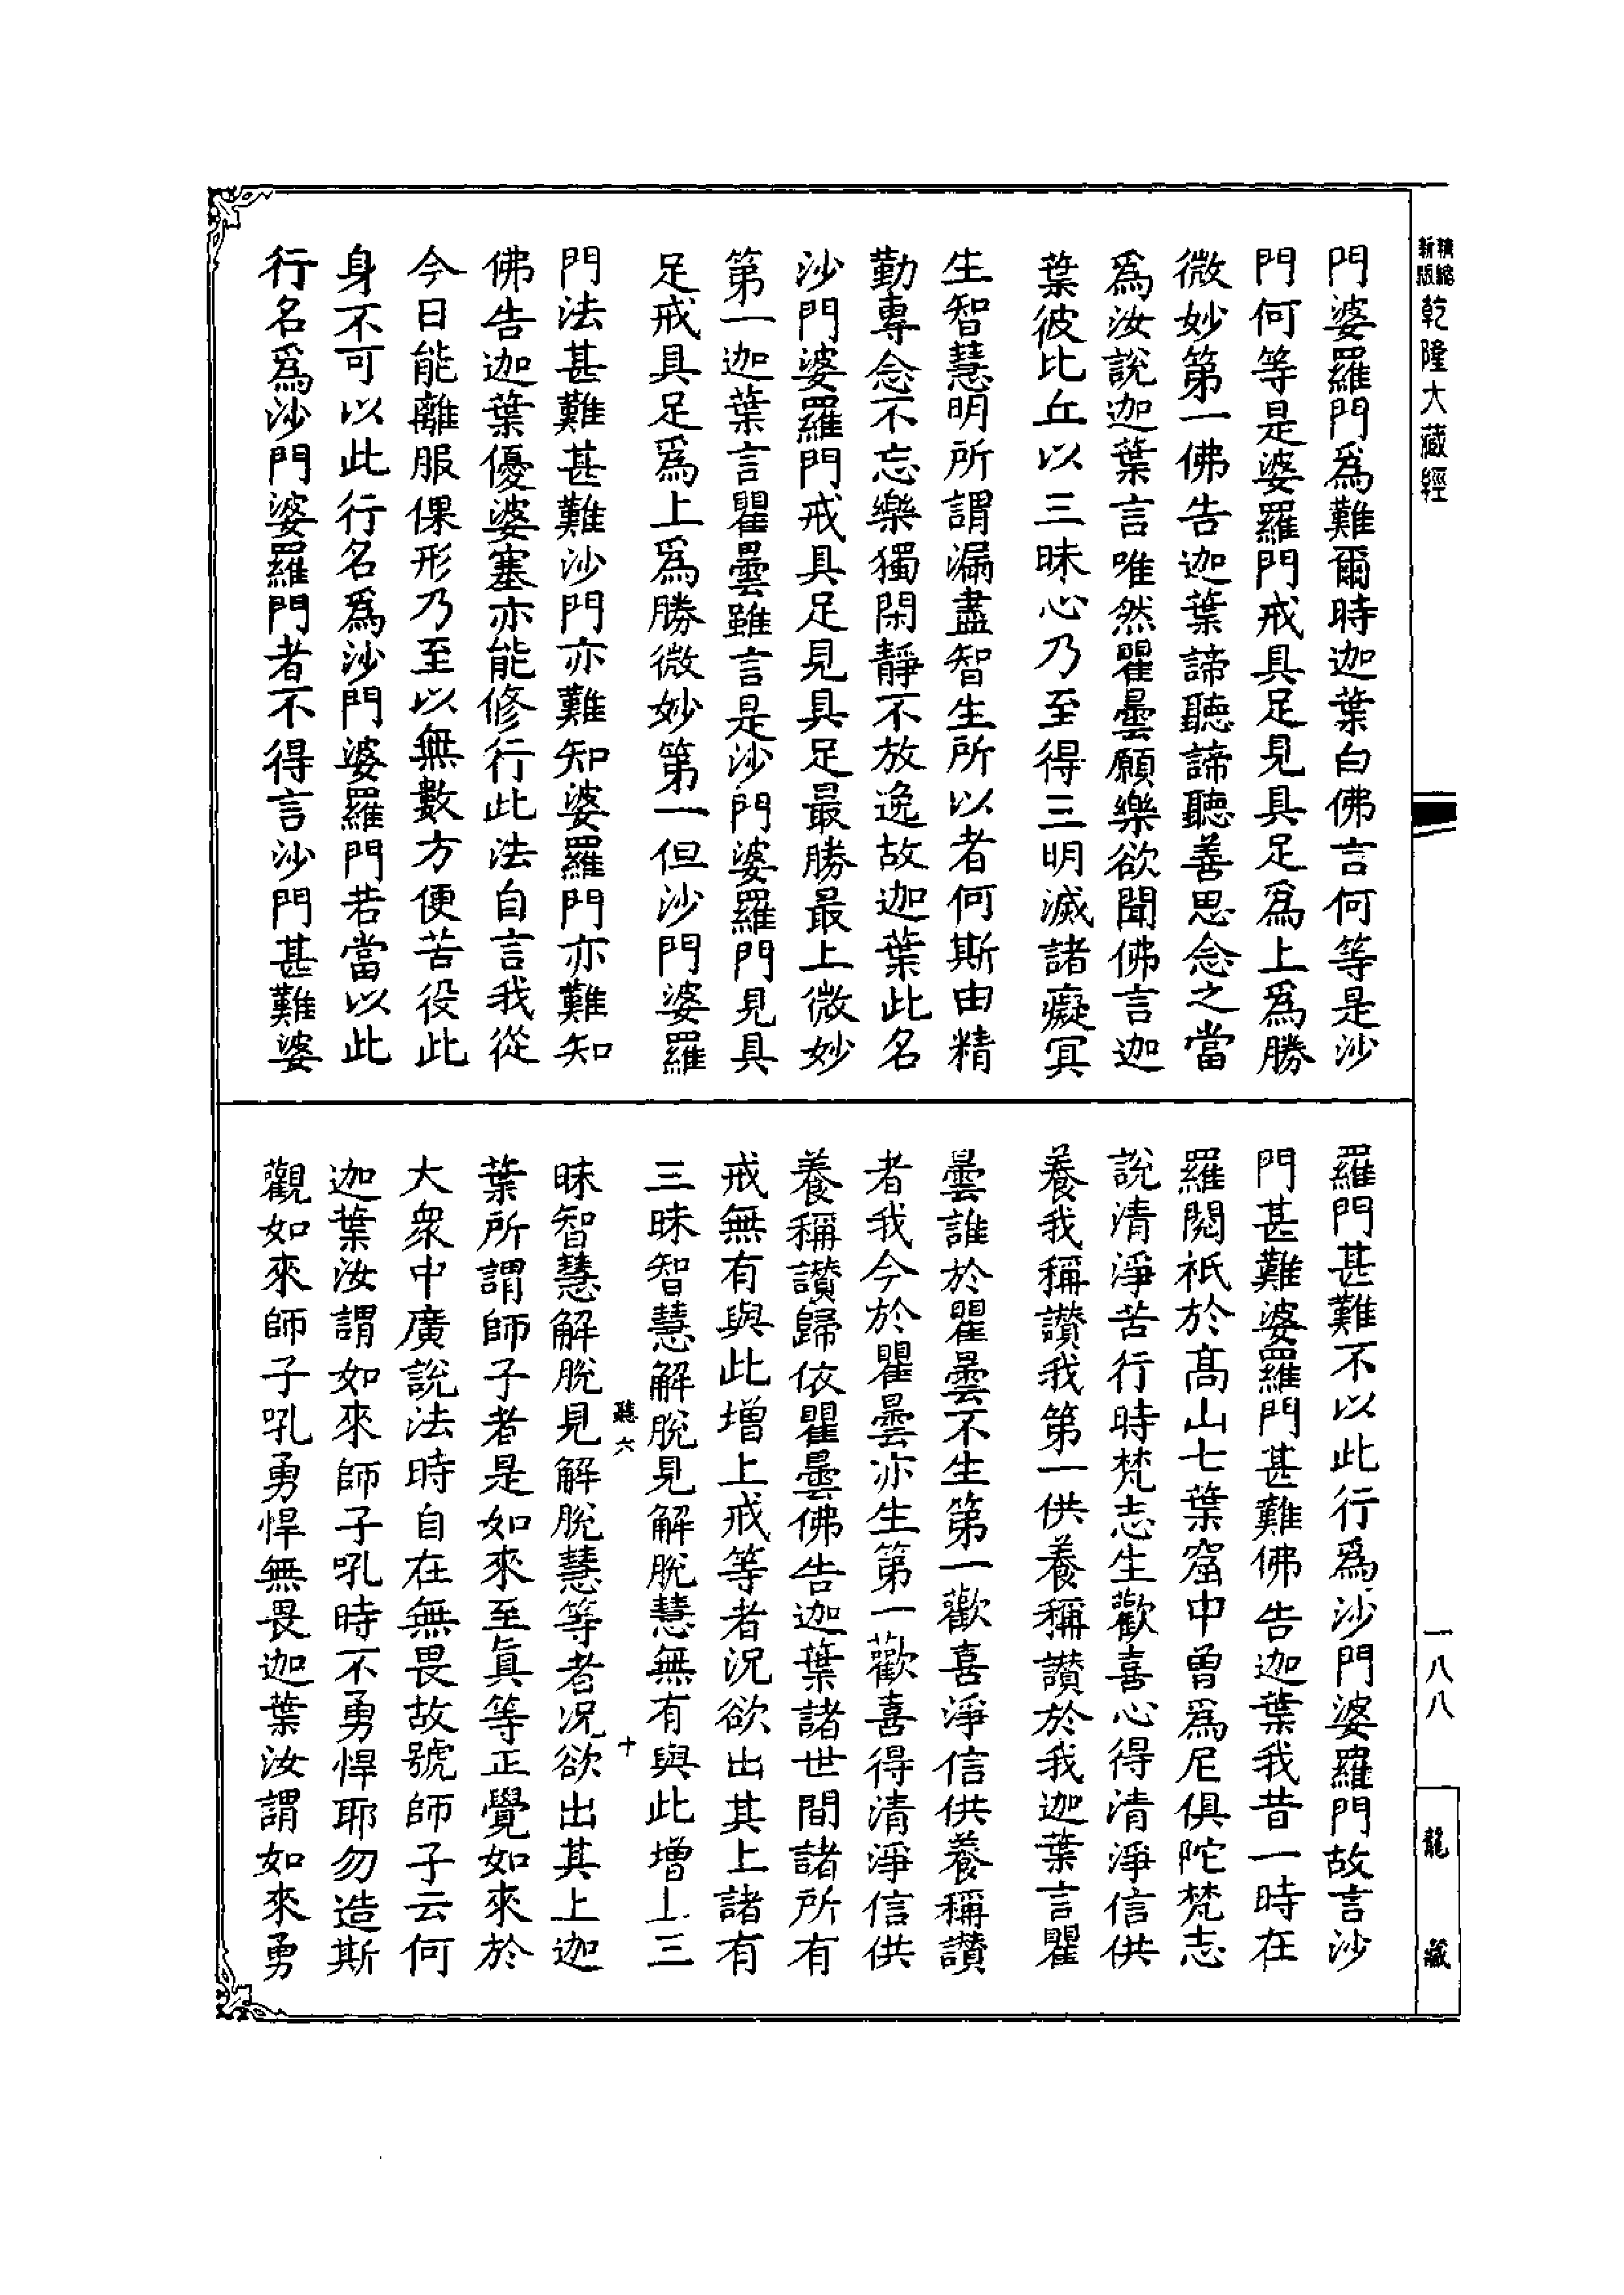 精縮
新版
乾隆大藏經
門婆羅門爲難爾時迦葉白佛言何等是沙
門何等是婆羅門戒具足見具足爲上爲勝
微妙第一佛告迦葉諦聽諦聽善思念之當
爲汝說迦葉言唯然瞿曇願樂欲聞佛言迦
葉彼比丘以三昧心乃至得三明滅諸癡冥
生智慧明所謂漏盡智生所以者何斯由精
勤專念不忘樂獨閑靜不放逸故迦葉此名
沙門婆羅門戒具足見具足最勝最上微妙
第一迦葉言瞿曇雖言是沙門婆羅門見具
足戒具足爲上爲勝微妙第一但沙門婆羅
門法甚難甚難沙門亦難知婆羅門亦難知
佛告迦葉優婆塞亦能修行此法自言我從
今日能離服倮形乃至以無數方便苦役此
身不可以此行名爲沙門婆羅門若當以此
行名爲沙門婆羅門者不得言沙門甚難婆
羅門甚難不以此行爲沙門婆羅門故言沙
門甚難婆羅門甚難佛告迦葉我昔一時在
羅閱祇於高山七葉窟中曾爲尼俱陀梵志
說清淨苦行時梵志生歡喜心得清淨信供
養我稱讚我第一供養稱讚於我迦葉言瞿
曇誰於瞿曇不生第一歡喜淨信供養稱讚
者我今於瞿曇亦生第一歡喜得清淨信供
養稱讚歸依瞿曇佛告迦葉諸世間諸所有
戒無有與此增上戒等者況欲出其上諸有
三昧智慧解脫見解脫慧無有與此增上三
聽六
十
昧智慧解脫見解脫慧等者況欲出其上迦
葉所謂師子者是如來至眞等正覺如來於
大衆中廣說法時自在無畏故號師子云何
迦葉汝謂如來師子吼時不勇悍耶勿造斯
觀如來師子吼勇悍無畏迦葉汝謂如來勇
一八八
龍藏